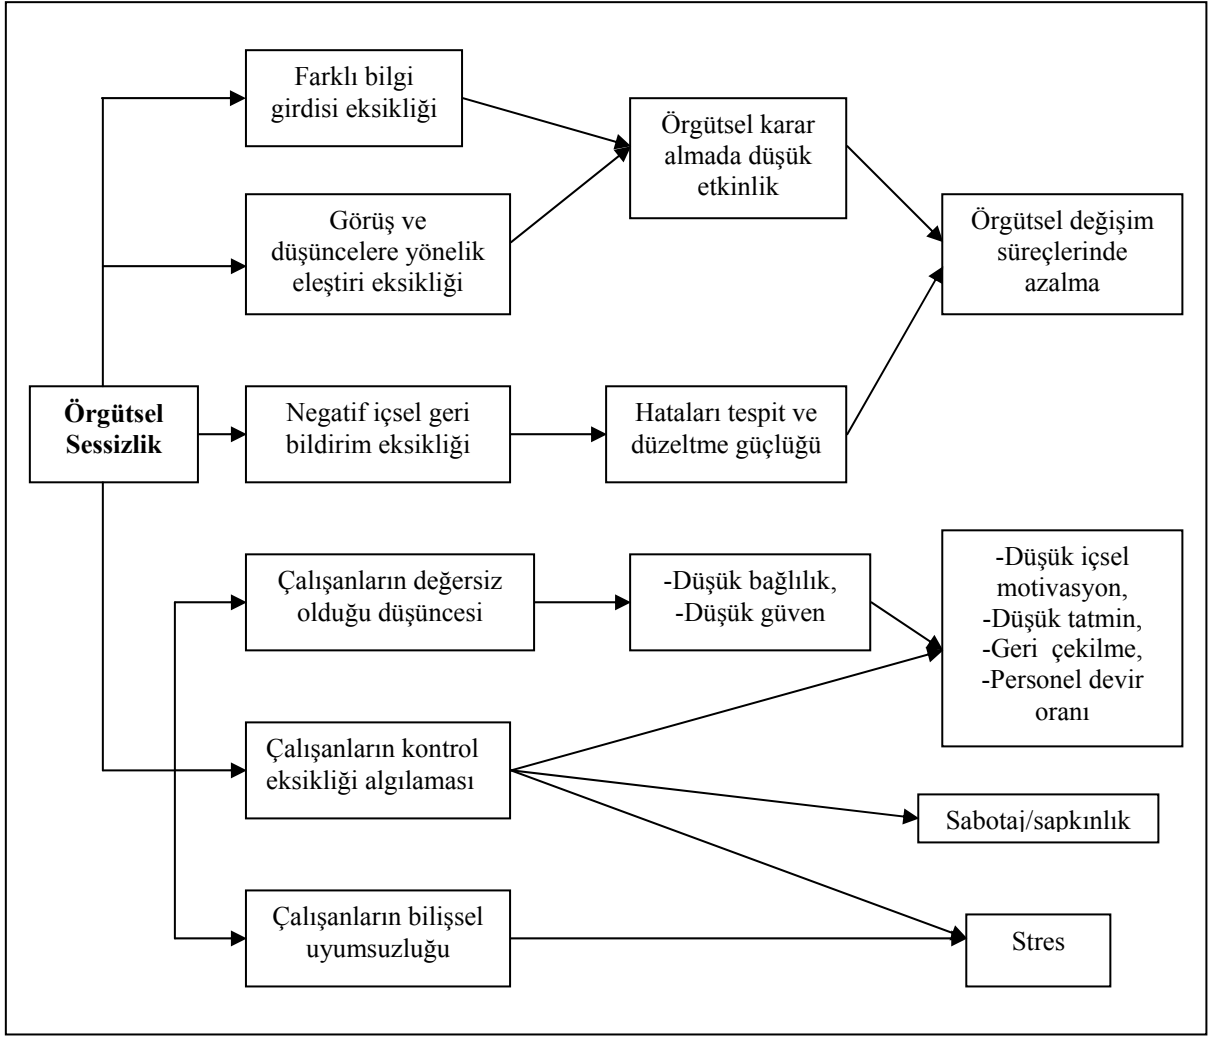 Farklı bilgi
girdisi eksikliği
Örgütsel karar
almada düşük
etkinlik
Görüş ve
düşüncelere yönelik
eleştiri eksikliği
Örgütsel değişim
süreçlerinde
azalma
Örgütsel
Sessizlik
Negatif içsel geri
bildirim eksikliği
Hataları tespit ve
düzeltme güçlüğü
Çalışanların değersiz
olduğu düşüncesi
-Düşük bağlılık,
-Düşük güven
-Düşük içsel
motivasyon,
-Düşük tatmin,
-Geri çekilme,
-Personel devir
oranı
Çalışanların kontrol
eksikliği algılaması
Sabotaj/sapkınlık
Çalışanların bilişsel
uyumsuzluğu
Stres